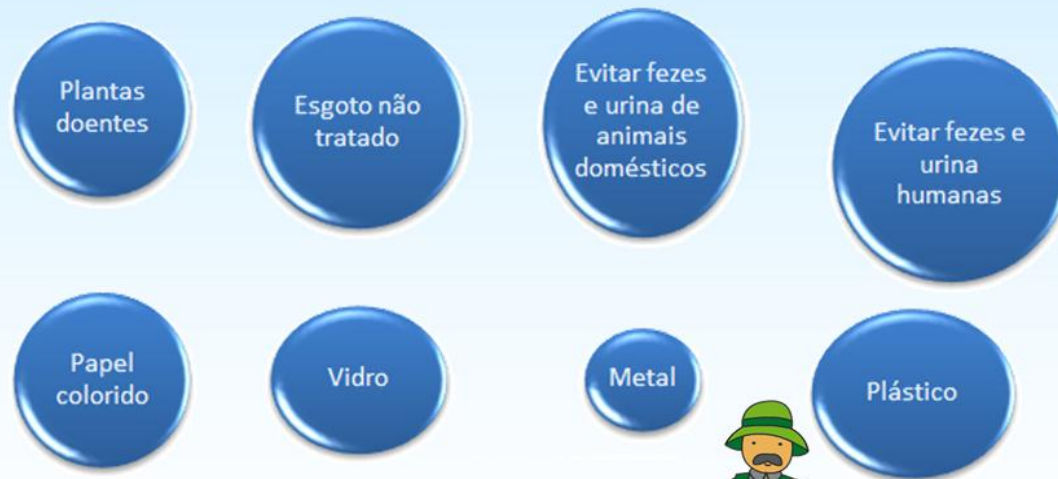 Plantas
doentes
Esgoto não
tratado
Evitar fezes
e urina de
animais
domésticos
Evitar fezes e
urina
humanas
Papel
colorido
Vidro
Metal
Plástico